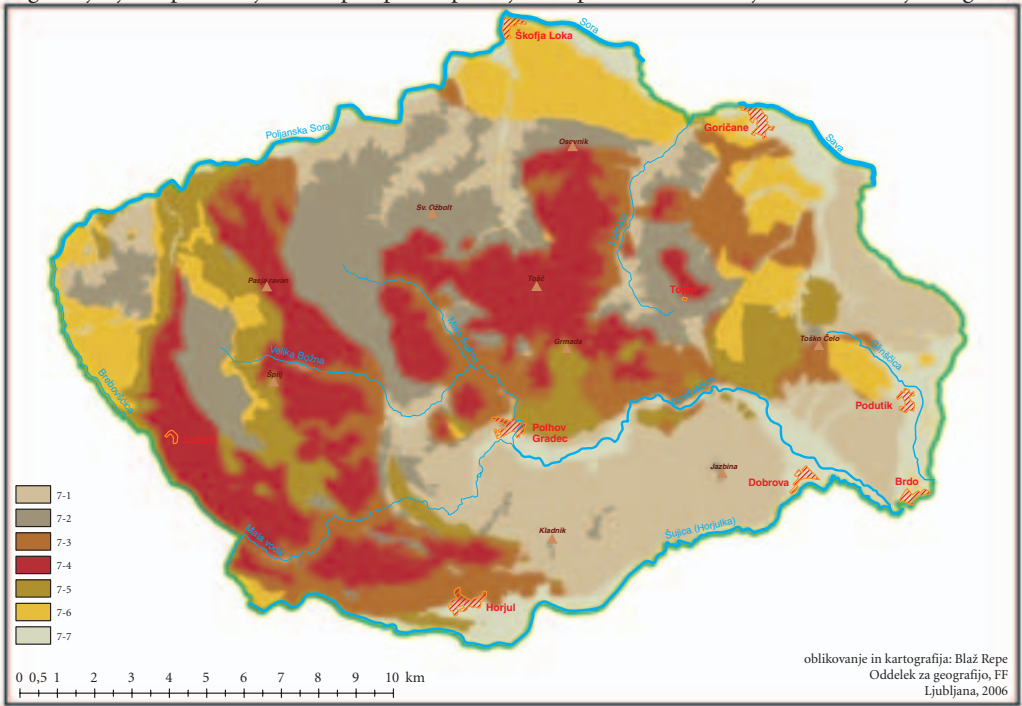 Škofja Loka
Sora
Goričane
Sava
Poljanska Sora
Osovnik
Sv. Ožbolt
Pasja ravan
Tošč
Toško Čelo
Grmada
Velika Božna
Špilj
Brebovščica
Podutik
Polhov
Gradec
Jazbina
Dobrova
Brdo
Kladnik
Šujica (Horjulka)
Mala voda
Horjul
7-1
7-2
7-3
7-4
7-5
7-6
7-7
0 0,5 1 2 3 4 5 6 7 8 9 10 km
oblikovanje in kartografija: Blaž Repe
Oddelek za geografijo, FF
Ljubljana, 2006